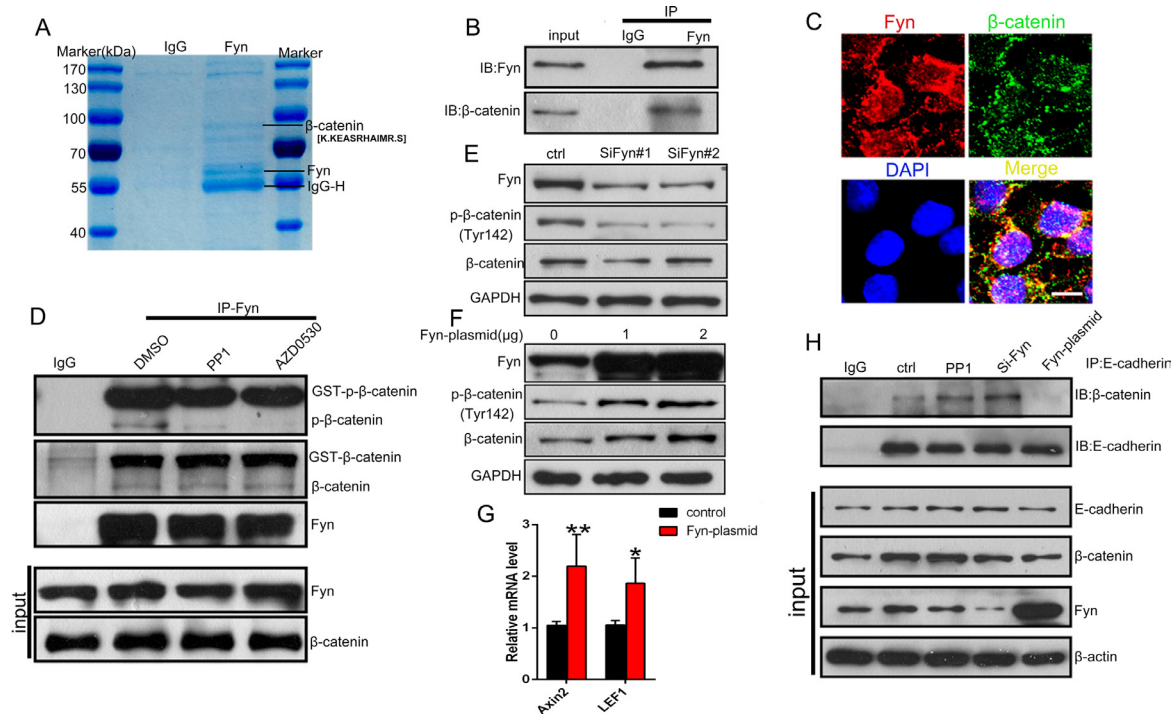 A
Marker(kDa) IgG Fyn Marker
170
130
100
70
55
40
β-catenin
[K.KEASRHAIMR.S]
Fyn
IgG-H
B
IP
input IgG Fyn
IB:Fyn
IB:β-catenin
C
Fyn β-catenin
DAPI Merge
D
IP-Fyn
IgG DMSO PP1 AZD0530
GST-p-β-catenin
p-β-catenin
GST-β-catenin
β-catenin
Fyn
input
Fyn
β-catenin
E
ctrl SiFyn#1 SiFyn#2
Fyn
p-β-catenin
(Tyr142)
β-catenin
GAPDH
F
Fyn-plasmid(μg) 0 1 2
Fyn
p-β-catenin
(Tyr142)
β-catenin
GAPDH
G
control
Fyn-plasmid
Relative mRNA level
3
2
1
0
**
*
Axin2 LEF1
H
IgG ctrl PP1 Si-Fyn Fyn-plasmid
IP:E-cadherin
IB:β-catenin
IB:E-cadherin
input
E-cadherin
β-catenin
Fyn
β-actin